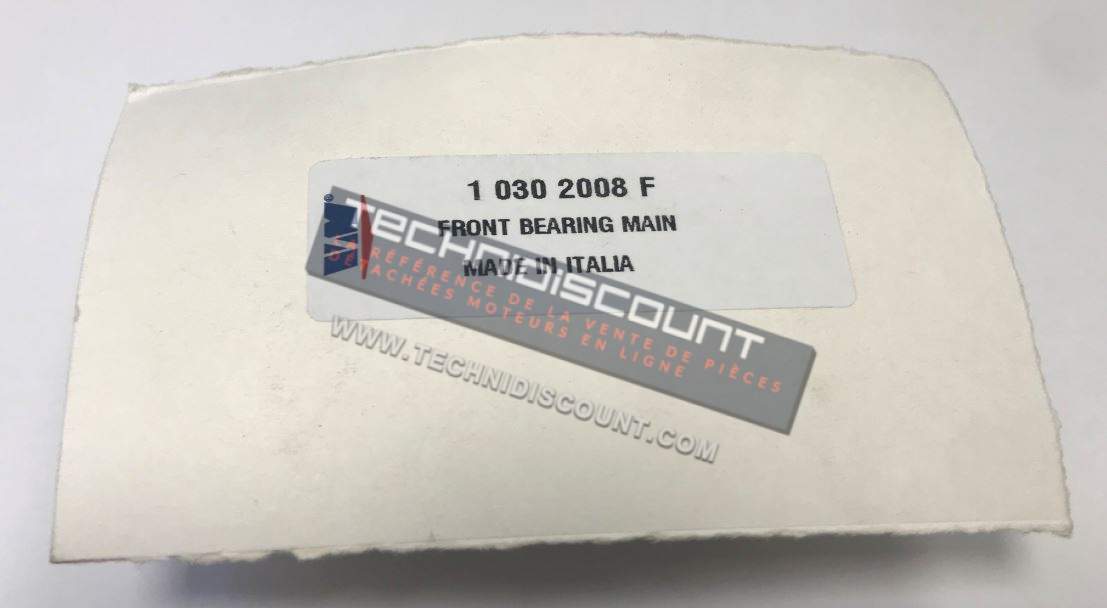 1 030 2008 F
FRONT BEARING MAIN
MADE IN ITALIA
TECHNIDISCOUNT
LA RÉFÉRENCE DE LA VENTE DE PIÈCES
DÉTACHÉES MOTEURS EN LIGNE
WWW.TECHNIDISCOUNT.COM